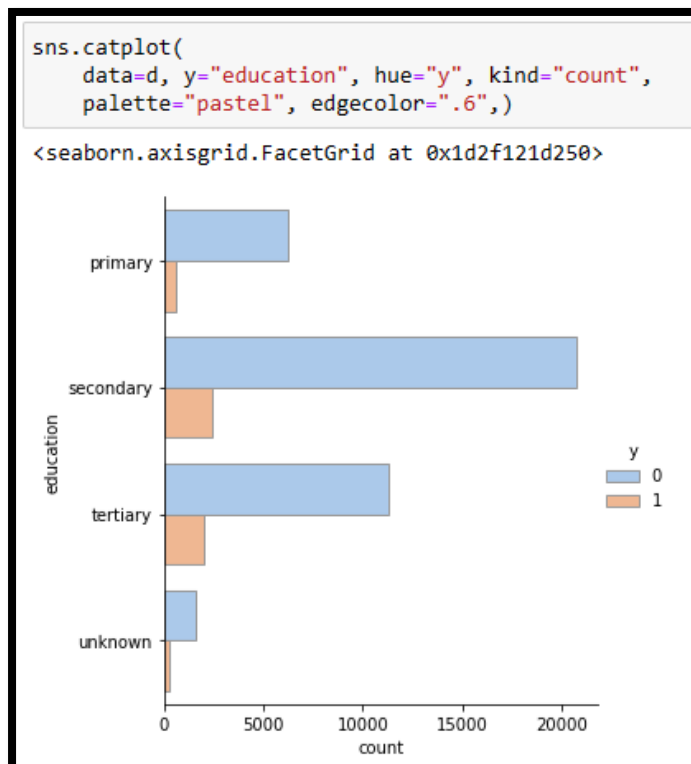 sns.catplot(
    data=d, y="education", hue="y", kind="count",
    palette="pastel", edgecolor=".6",)
<seaborn.axisgrid.FacetGrid at 0x1d2f121d250>
primary
secondary
tertiary
unknown
education
0 5000 10000 15000 20000
count
y
0
1